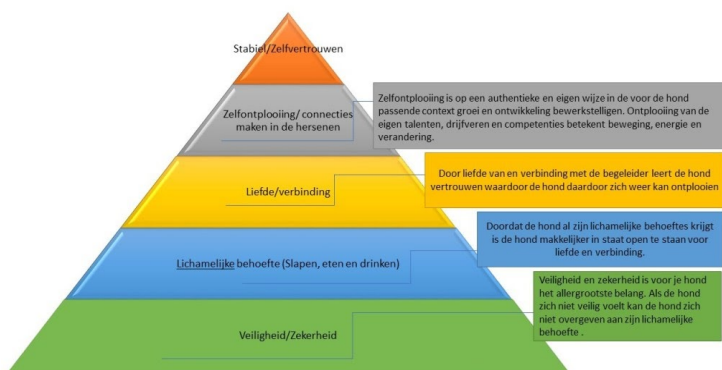 Stabiel/Zelfvertrouwen
Zelfontplooiing/ connecties
maken in de hersenen
Zelfontplooiing is op een authentieke en eigen wijze in de voor de hond
passende context groei en ontwikkeling bewerkstelligen. Ontplooiing van de
eigen talenten, drijfveren en competenties betekent beweging, energie en
verandering.
Liefde/verbinding
Door liefde van en verbinding met de begeleider leert de hond
vertrouwen waardoor de hond daardoor zich weer kan ontplooien
Lichamelijke behoefte (Slapen, eten en drinken)
Doordat de hond al zijn lichamelijke behoeftes krijgt
is de hond makkelijker in staat open te staan voor
liefde en verbinding.
Veiligheid/Zekerheid
Veiligheid en zekerheid is voor je hond
het allergrootste belang. Als de hond
zich niet veilig voelt kan de hond zich
niet overgeven aan zijn lichamelijke
behoefte .